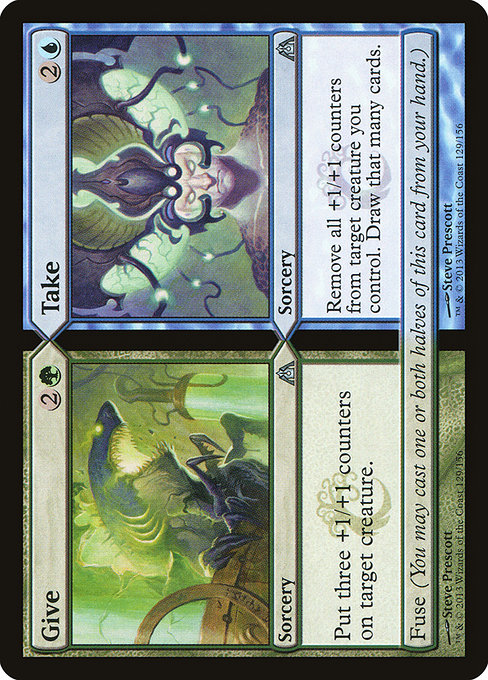 Give 2
Sorcery
Put three +1/+1 counters
on target creature.
Take 2
Sorcery
Remove all +1/+1 counters
from target creature you
control. Draw that many cards.
Fuse (You may cast one or both halves of this card from your hand.)
Steve Prescott
™ & © 2013 Wizards of the Coast 129/156
Steve Prescott
™ & © 2013 Wizards of the Coast 129/156